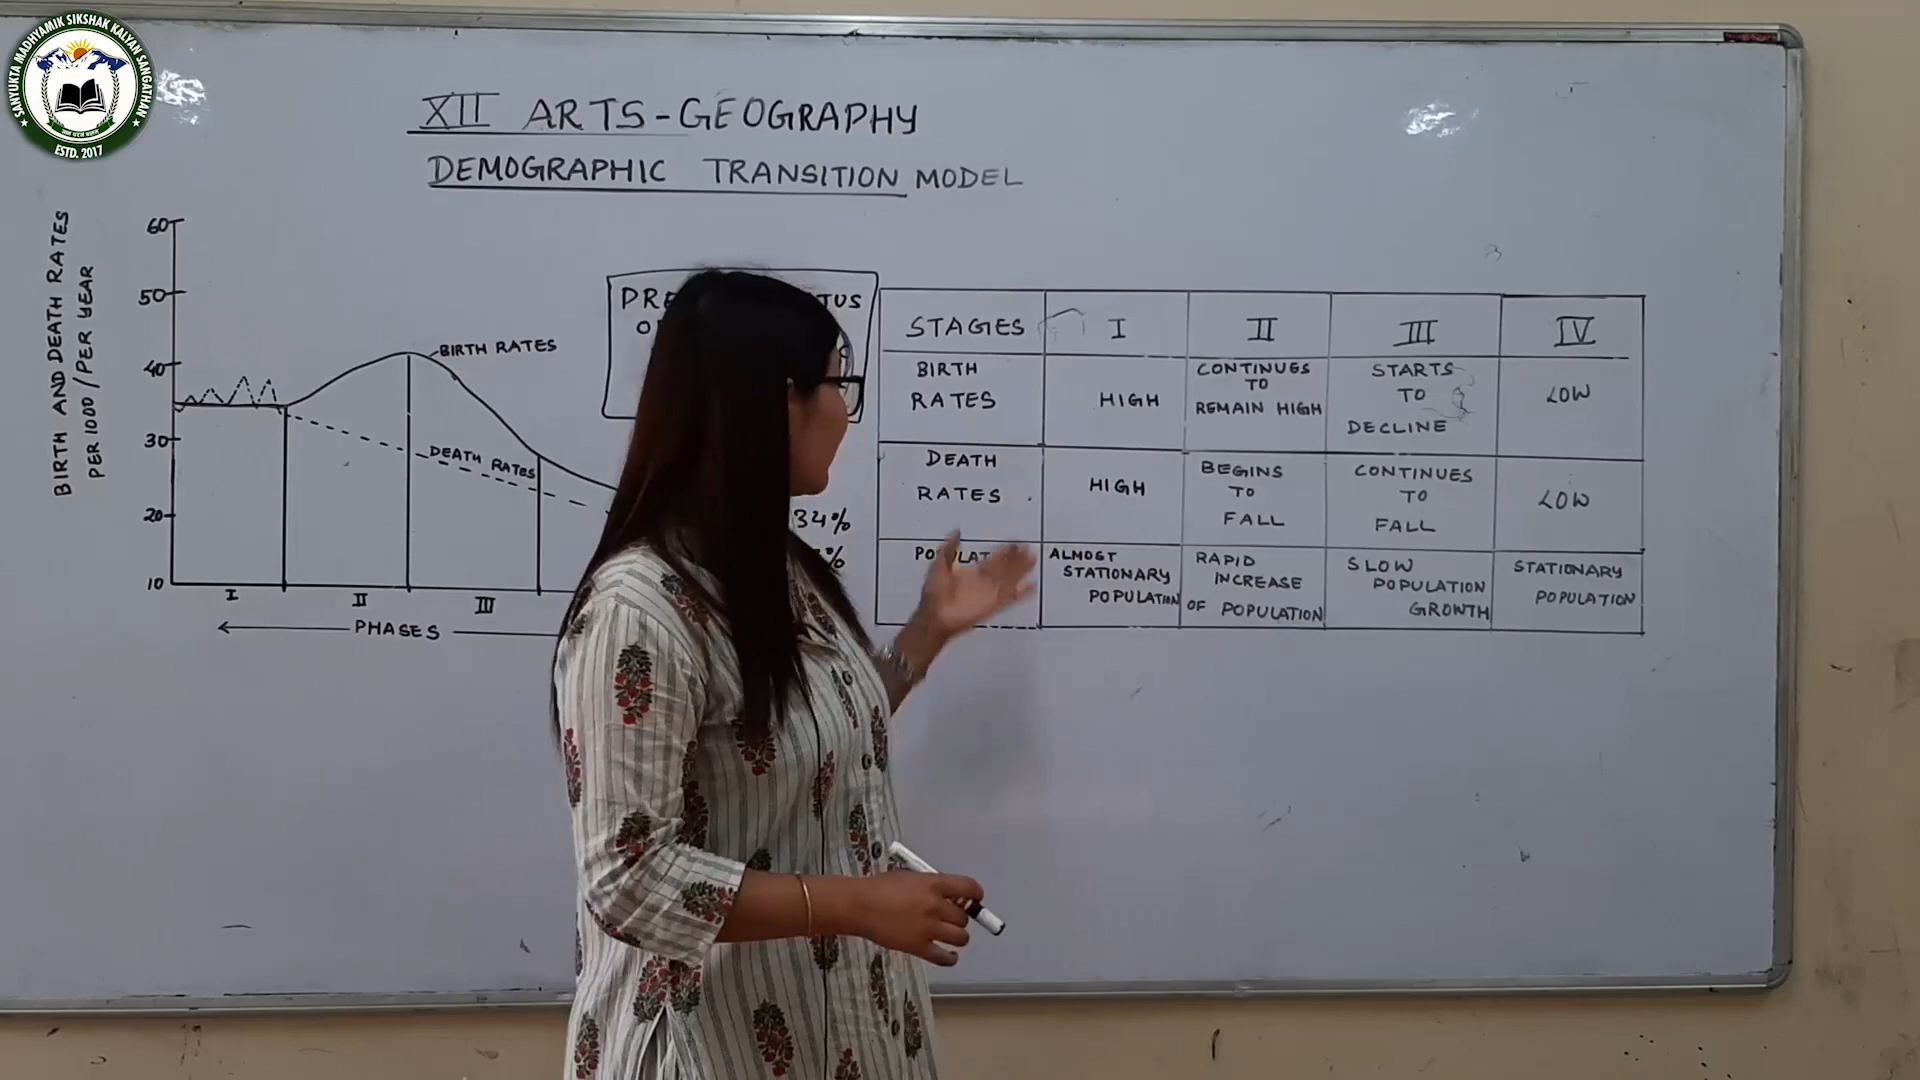 SANYUKTA MADHYAMIK SIKSHAK KALYAN SANGATHAN
ESTD. 2017
XII ARTS-GEOGRAPHY
DEMOGRAPHIC TRANSITION MODEL
BIRTH AND DEATH RATES
PER 1000/PER YEAR
60
50
40
30
20
10
BIRTH RATES
DEATH RATES
I II III
PHASES
34%
STAGES I II III IV
BIRTH RATES
HIGH
CONTINUES TO REMAIN HIGH
STARTS TO DECLINE
LOW
DEATH RATES
HIGH
BEGINS TO FALL
CONTINUES TO FALL
LOW
ALMOST STATIONARY POPULATION
RAPID INCREASE OF POPULATION
SLOW POPULATION GROWTH
STATIONARY POPULATION